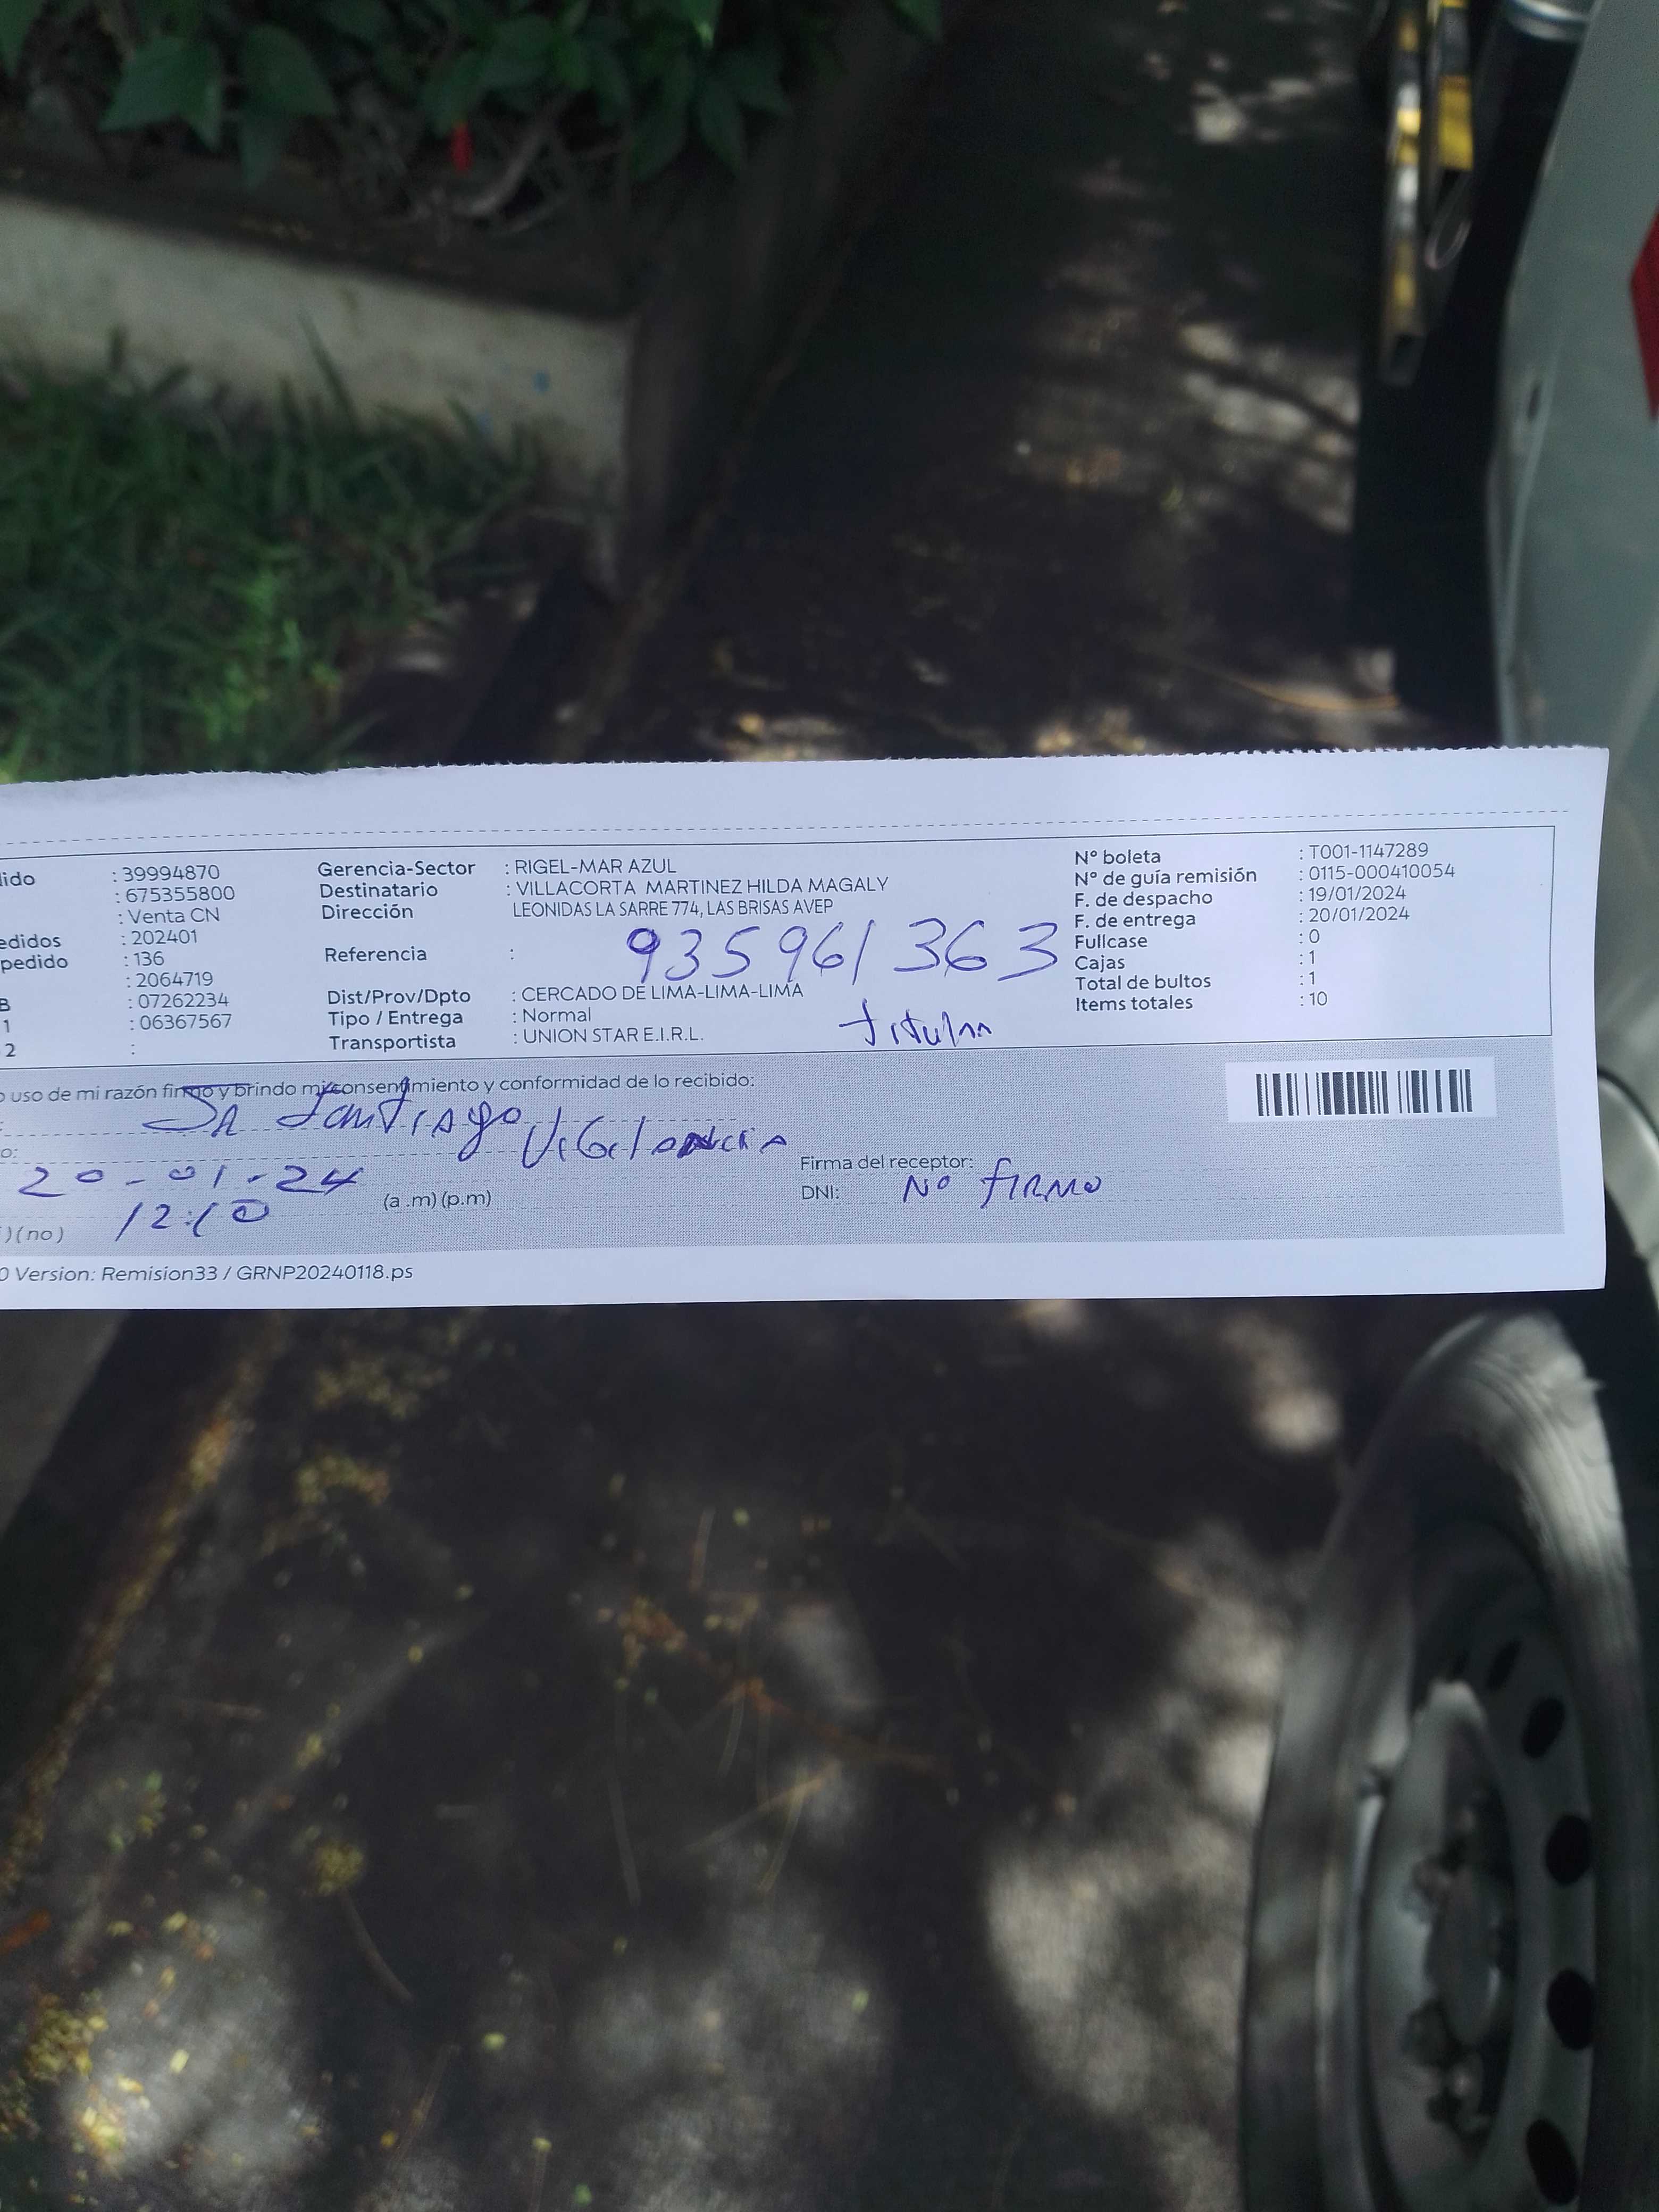 ido : 39994870
: 675355800
: Venta CN
edidos : 202401
pedido : 136
: 2064719
B : 07262234
1 : 06367567
2 :
Gerencia-Sector : RIGEL-MAR AZUL
Destinatario : VILLACORTA MARTINEZ HILDA MAGALY
Dirección LEONIDAS LA SARRE 774, LAS BRISAS AVEP
Referencia : 935961363
Dist/Prov/Dpto : CERCADO DE LIMA-LIMA-LIMA
Tipo / Entrega : Normal
Transportista : UNION STAR E.I.R.L.
titular
Nº boleta : T001-1147289
Nº de guía remisión : 0115-000410054
F. de despacho : 19/01/2024
F. de entrega : 20/01/2024
Fullcase : 0
Cajas : 1
Total de bultos : 1
Items totales : 10
o uso de mi razón firmo y brindo mi consentimiento y conformidad de lo recibido:
: Sr Santiago Vigilancia
o:
20-01-24
12:10 (a.m) (p.m)
) (no)
Firma del receptor:
DNI: Nº firmo
0 Version: Remision33 / GRNP20240118.ps